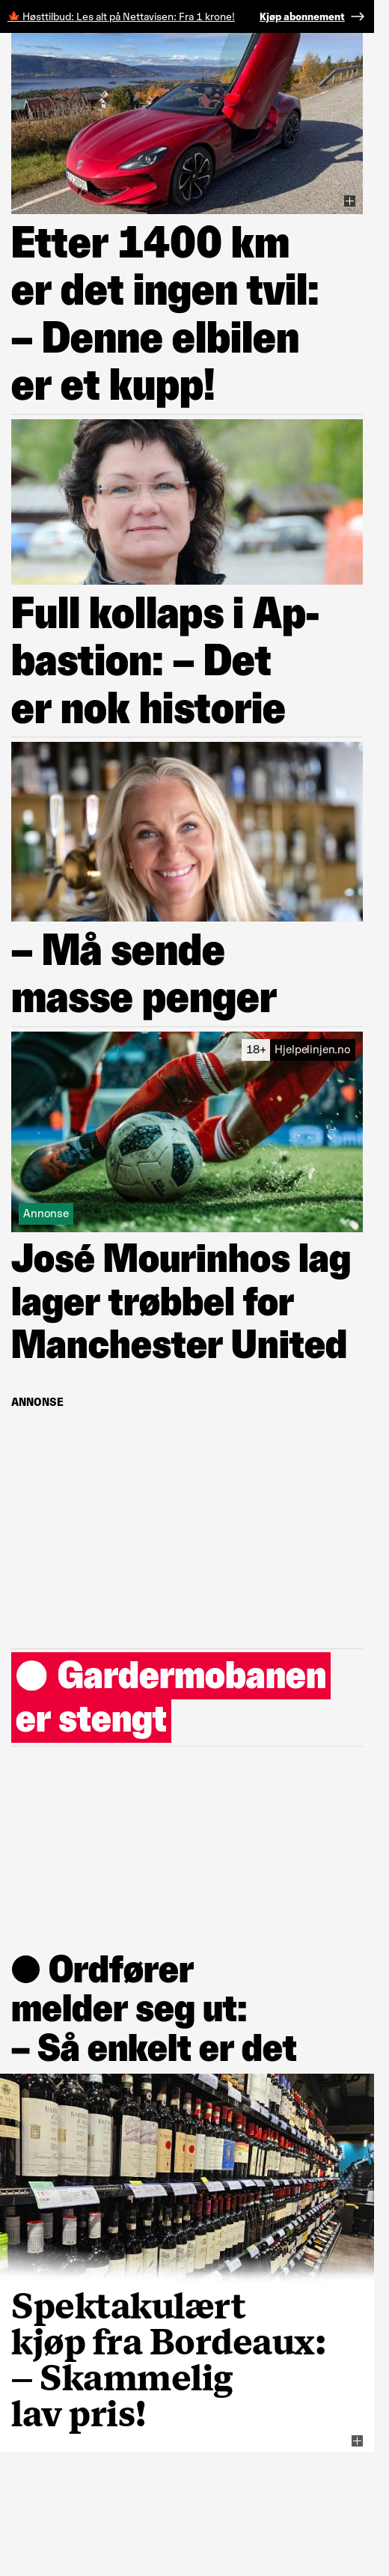 🍁 Høsttilbud: Les alt på Nettavisen: Fra 1 krone! Kjøp abonnement →
Etter 1400 km
er det ingen tvil:
– Denne elbilen
er et kupp!
Full kollaps i Ap-
bastion: – Det
er nok historie
– Må sende
masse penger
18+ Hjelpelinjen.no
Annonse
José Mourinhos lag
lager trøbbel for
Manchester United
ANNONSE
● Gardermobanen
er stengt
● Ordfører
melder seg ut:
– Så enkelt er det
Spektakulært
kjøp fra Bordeaux:
– Skammelig
lav pris!